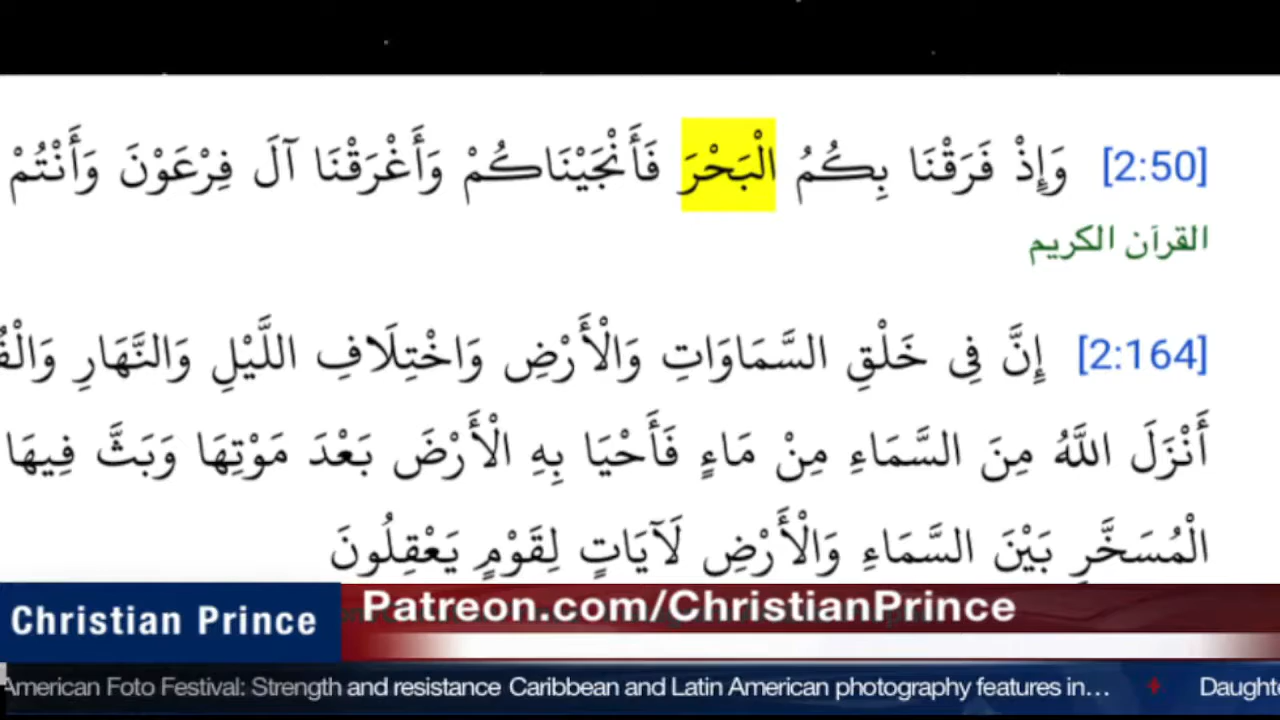 [2:50] وَإِذْ فَرَقْنَا بِكُمُ الْبَحْرَ فَأَنْجَيْنَاكُمْ وَأَغْرَقْنَا آلَ فِرْعَوْنَ وَأَنْتُمْ
القرآن الكريم
[2:164] إِنَّ فِي خَلْقِ السَّمَاوَاتِ وَالْأَرْضِ وَاخْتِلَافِ اللَّيْلِ وَالنَّهَارِ
أَنْزَلَ اللَّهُ مِنَ السَّمَاءِ مِنْ مَاءٍ فَأَحْيَا بِهِ الْأَرْضَ بَعْدَ مَوْتِهَا وَبَثَّ فِيهَا
الْمُسَخَّرِ بَيْنَ السَّمَاءِ وَالْأَرْضِ لَآيَاتٍ لِقَوْمٍ يَعْقِلُونَ
Patreon.com/ChristianPrince
Christian Prince
American Foto Festival: Strength and resistance Caribbean and Latin American photography features in…